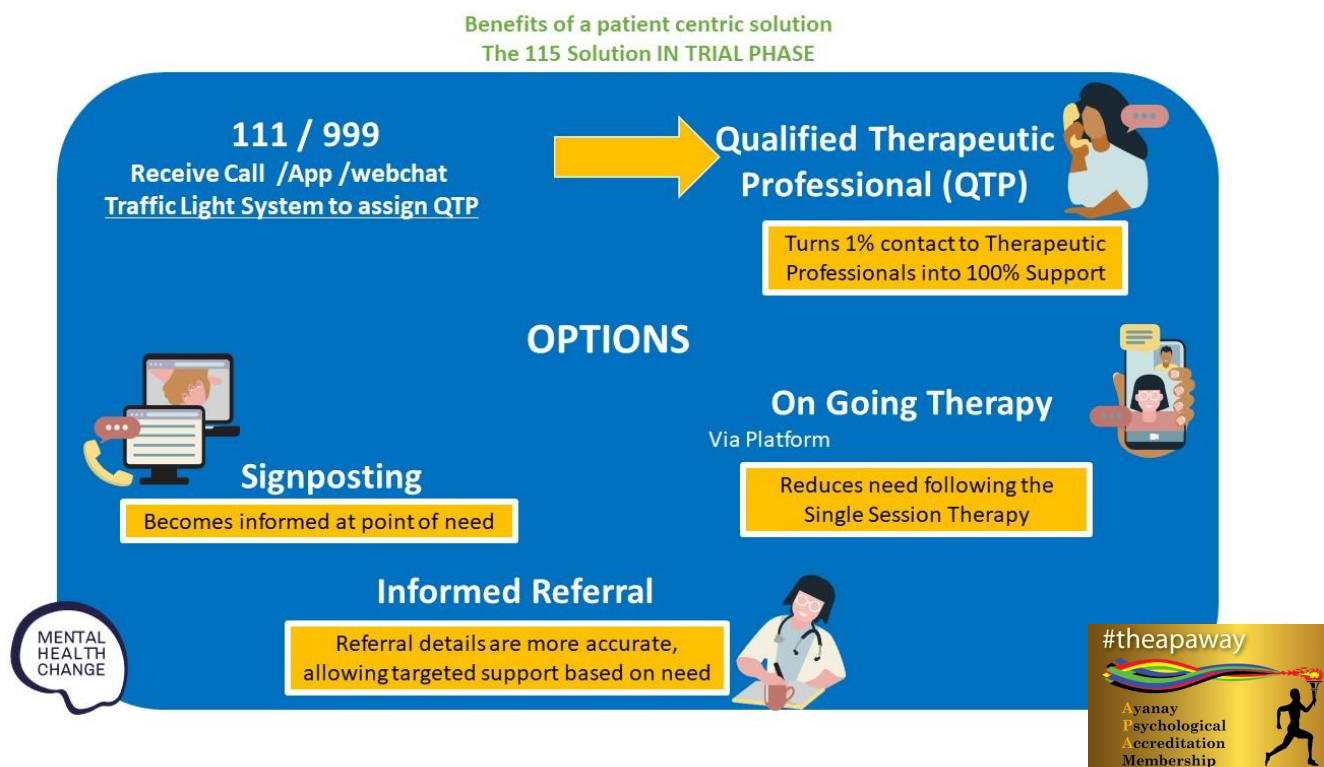 Benefits of a patient centric solution
The 115 Solution IN TRIAL PHASE
111 / 999
Receive Call /App /webchat
Traffic Light System to assign QTP
Qualified Therapeutic
Professional (QTP)
Turns 1% contact to Therapeutic
Professionals into 100% Support
OPTIONS
On Going Therapy
Via Platform
Reduces need following the
Single Session Therapy
Signposting
Becomes informed at point of need
Informed Referral
Referral details are more accurate,
allowing targeted support based on need
MENTAL
HEALTH
CHANGE
#theapaway
Ayanay
Psychological
Accreditation
Membership